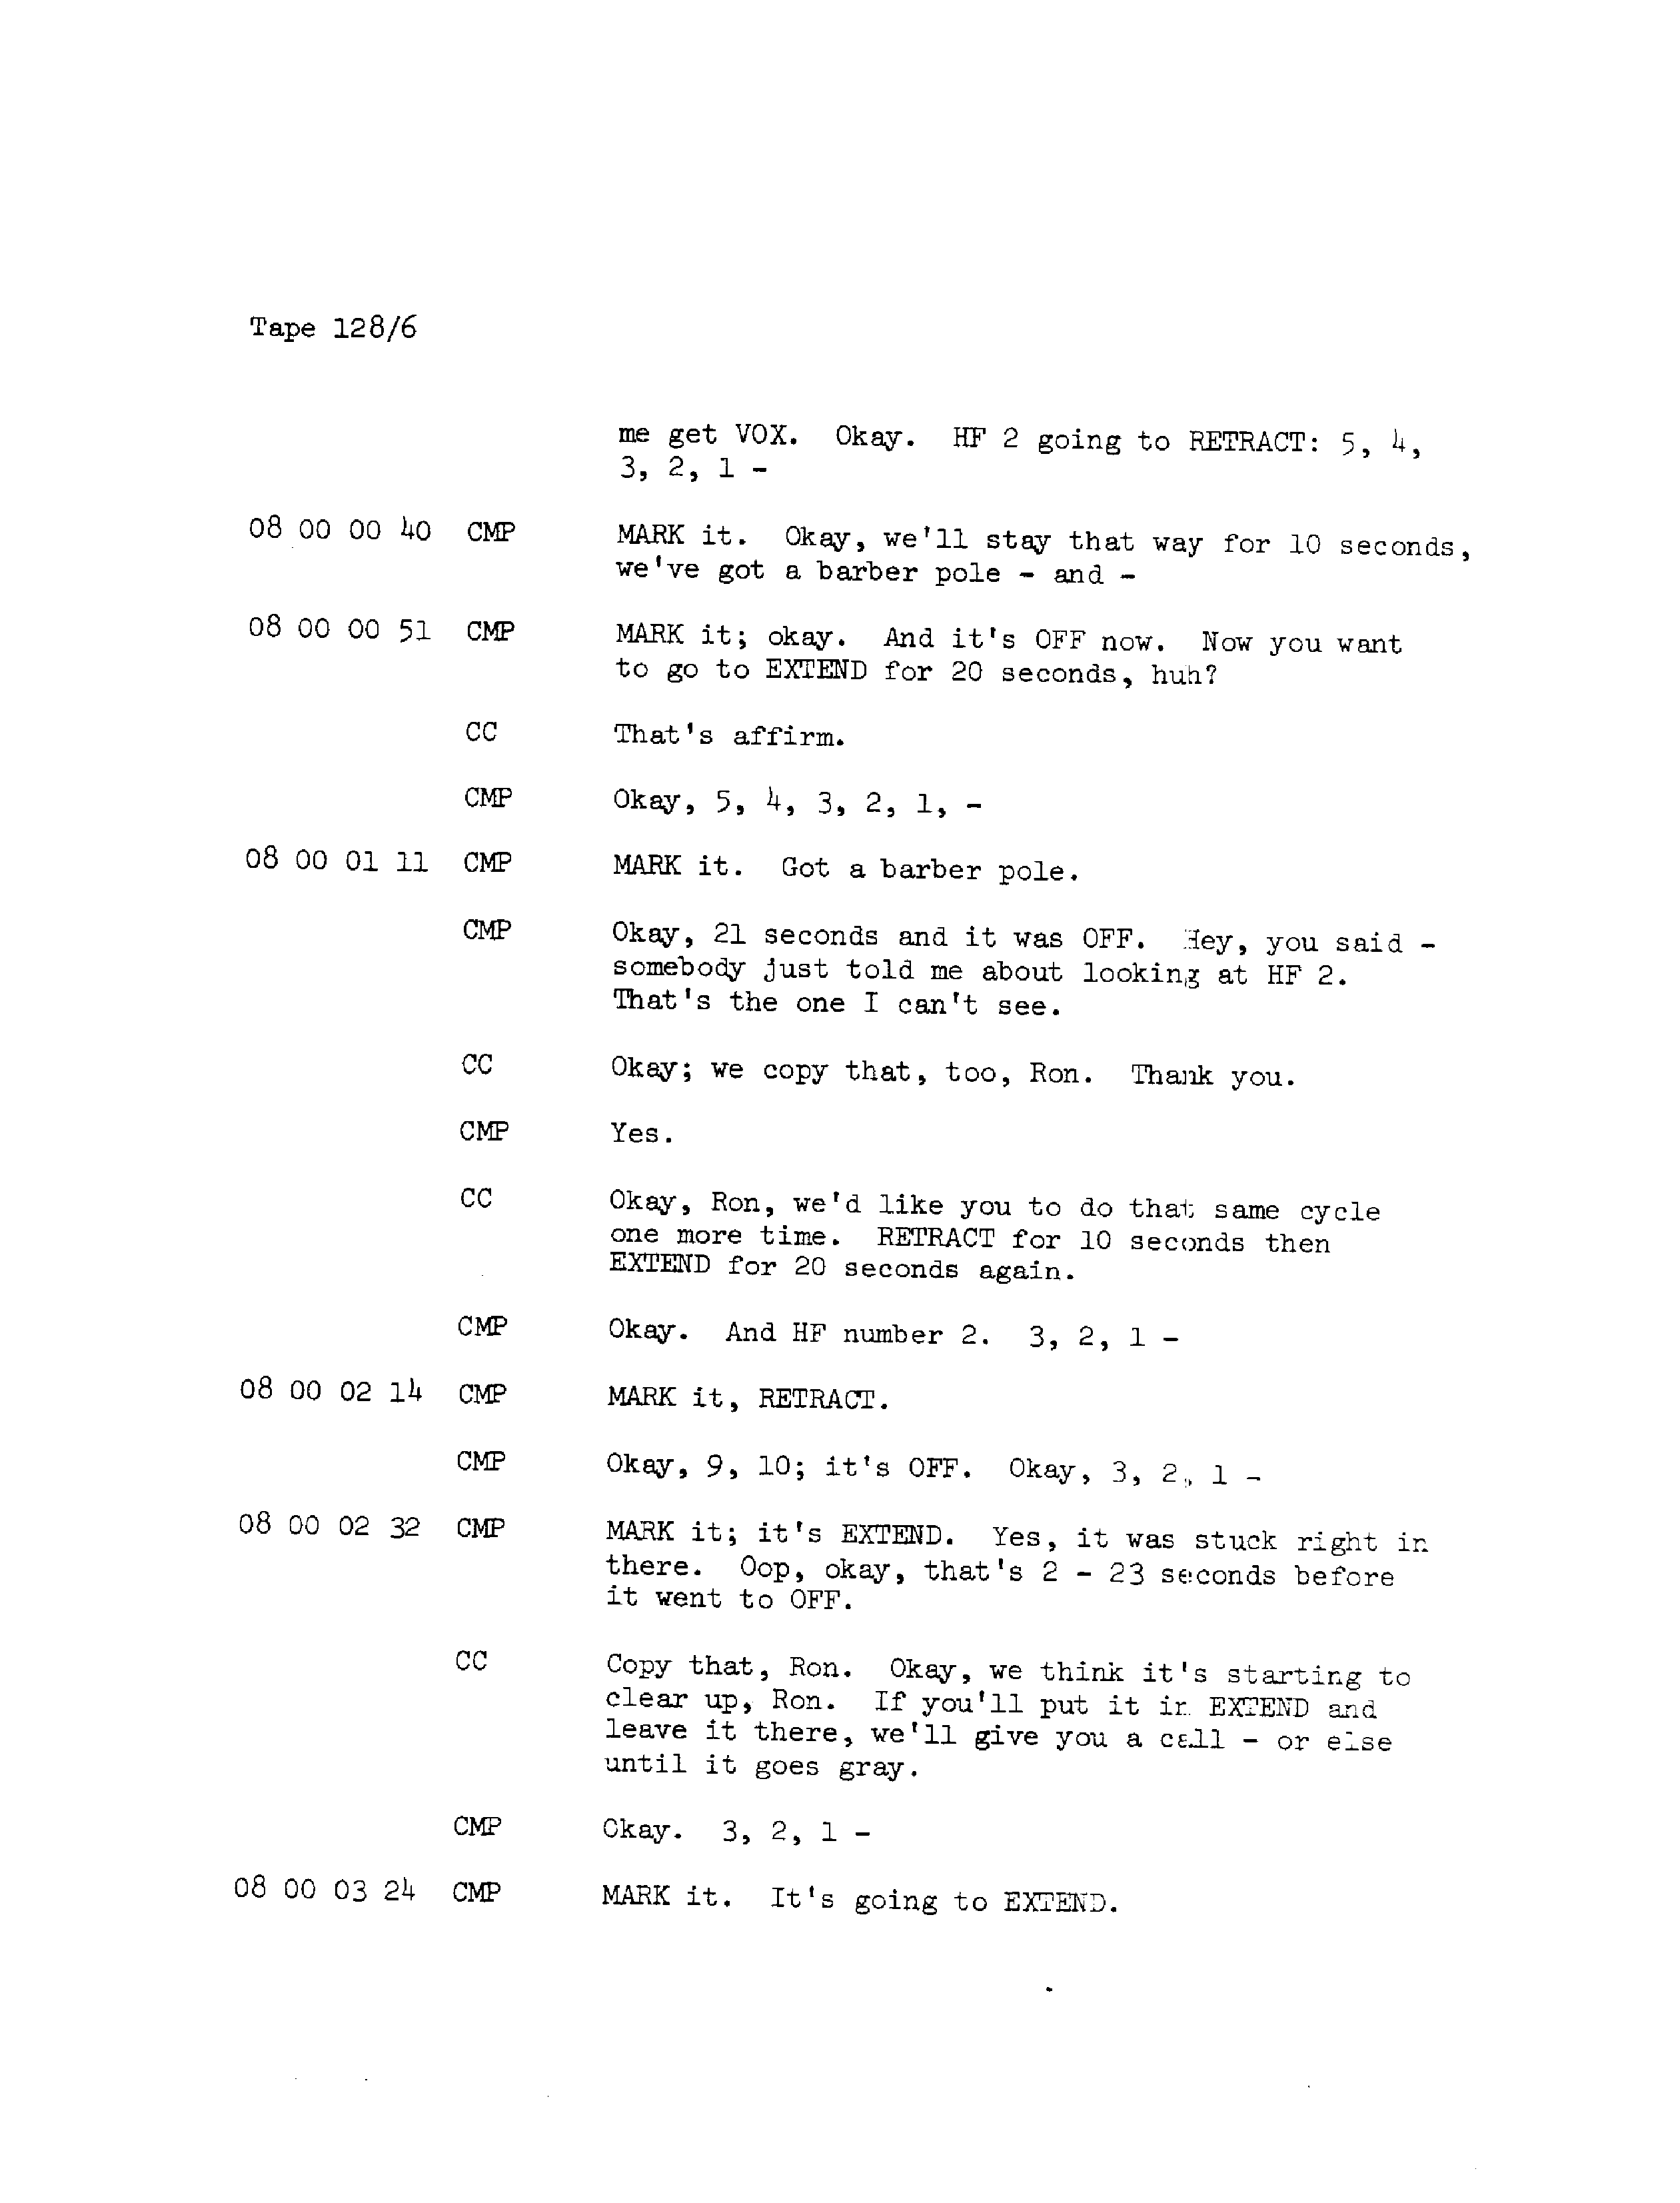 Tape 128/6
me get VOX. Okay. HF 2 going to RETRACT: 5, 4,
3, 2, 1 -
08 00 00 40 CMP MARK it. Okay, we'll stay that way for 10 seconds,
we've got a barber pole - and -
08 00 00 51 CMP MARK it; okay. And it's OFF now. Now you want
to go to EXTEND for 20 seconds, huh?
CC That's affirm.
CMP Okay, 5, 4, 3, 2, 1, -
08 00 01 11 CMP MARK it. Got a barber pole.
CMP Okay, 21 seconds and it was OFF. Hey, you said -
somebody just told me about looking at HF 2.
That's the one I can't see.
CC Okay; we copy that, too, Ron. Thank you.
CMP Yes.
CC Okay, Ron, we'd like you to do that same cycle
one more time. RETRACT for 10 seconds then
EXTEND for 20 seconds again.
CMP Okay. And HF number 2. 3, 2, 1 -
08 00 02 14 CMP MARK it, RETRACT.
CMP Okay, 9, 10; it's OFF. Okay, 3, 2, 1 -
08 00 02 32 CMP MARK it; it's EXTEND. Yes, it was stuck right in
there. Oop, okay, that's 2 - 23 seconds before
it went to OFF.
CC Copy that, Ron. Okay, we think it's starting to
clear up, Ron. If you'll put it in EXTEND and
leave it there, we'll give you a call - or else
until it goes gray.
CMP Okay. 3, 2, 1 -
08 00 03 24 CMP MARK it. It's going to EXTEND.